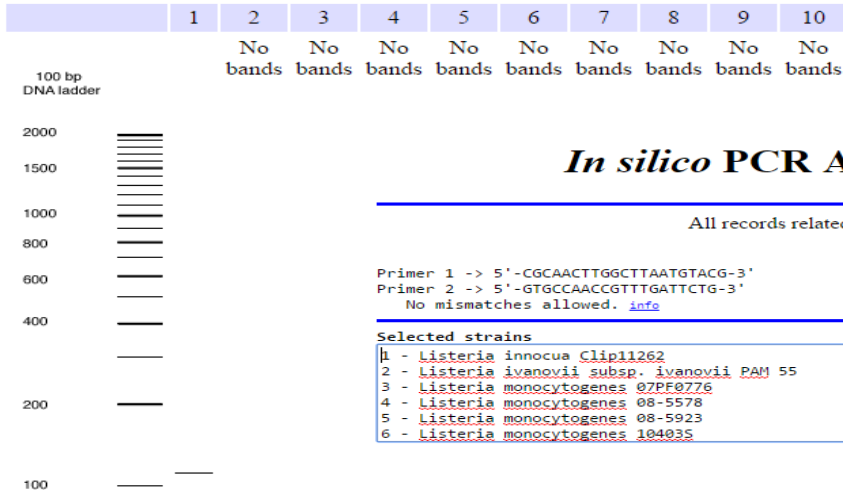 1 2 3 4 5 6 7 8 9 10
No No No No No No No No No
bands bands bands bands bands bands bands bands bands
100 bp
DNA ladder
2000
1500
1000
800
600
400
200
100
In silico PCR A
All records related
Primer 1 -> 5'-CGCAACTTGGCTTAATGTACG-3'
Primer 2 -> 5'-GTGCCAACCGTTTGATTCTG-3'
No mismatches allowed. info
Selected strains
1 - Listeria innocua Clip11262
2 - Listeria ivanovii subsp. ivanovii PAM 55
3 - Listeria monocytogenes 07PF0776
4 - Listeria monocytogenes 08-5578
5 - Listeria monocytogenes 08-5923
6 - Listeria monocytogenes 10403S